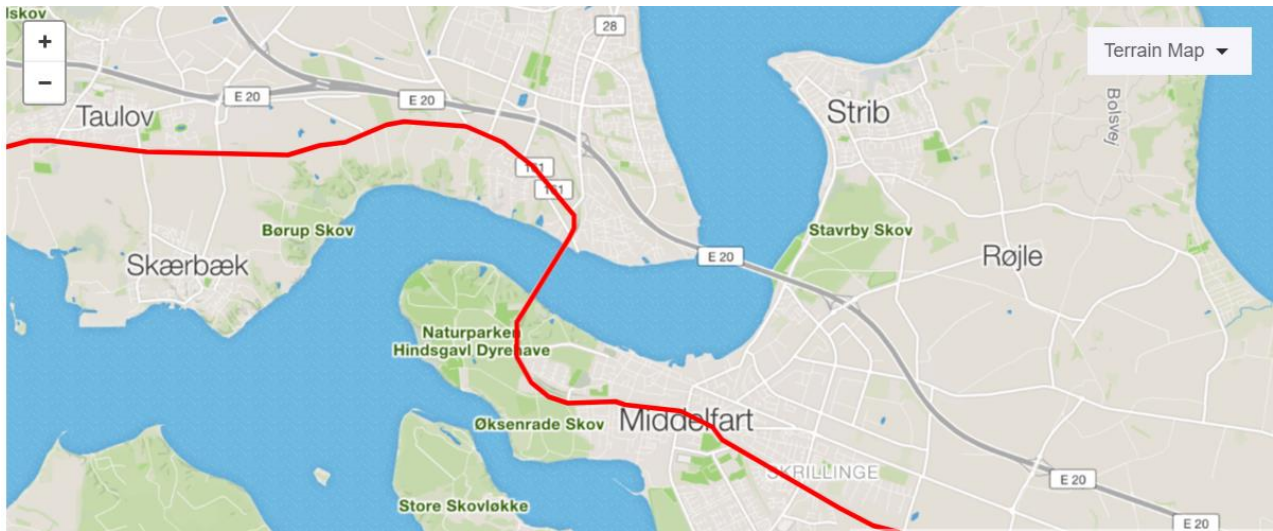 lskov
+
−
28
Terrain Map
E 20
E 20
Taulov
Strib
Bolsvej
161
161
Børup Skov
Stavrby Skov
Skærbæk
E 20
Røjle
Naturparken
Hindsgavl Dyrehave
Øksenrade Skov
Middelfart
SKRILLINGE
E 20
Store Skovløkke
E 20